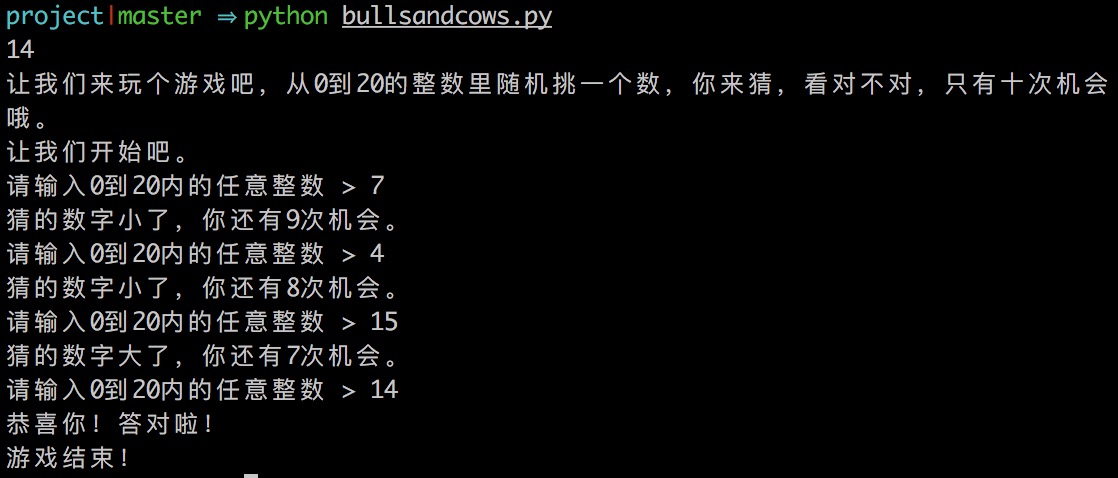 project|master ⇒ python bullsandcows.py
14
让我们来玩个游戏吧，从0到20的整数里随机挑一个数，你来猜，看对不对，只有十次机会
哦。
让我们开始吧。
请输入0到20内的任意整数 > 7
猜的数字小了，你还有9次机会。
请输入0到20内的任意整数 > 4
猜的数字小了，你还有8次机会。
请输入0到20内的任意整数 > 15
猜的数字大了，你还有7次机会。
请输入0到20内的任意整数 > 14
恭喜你！答对啦！
游戏结束！